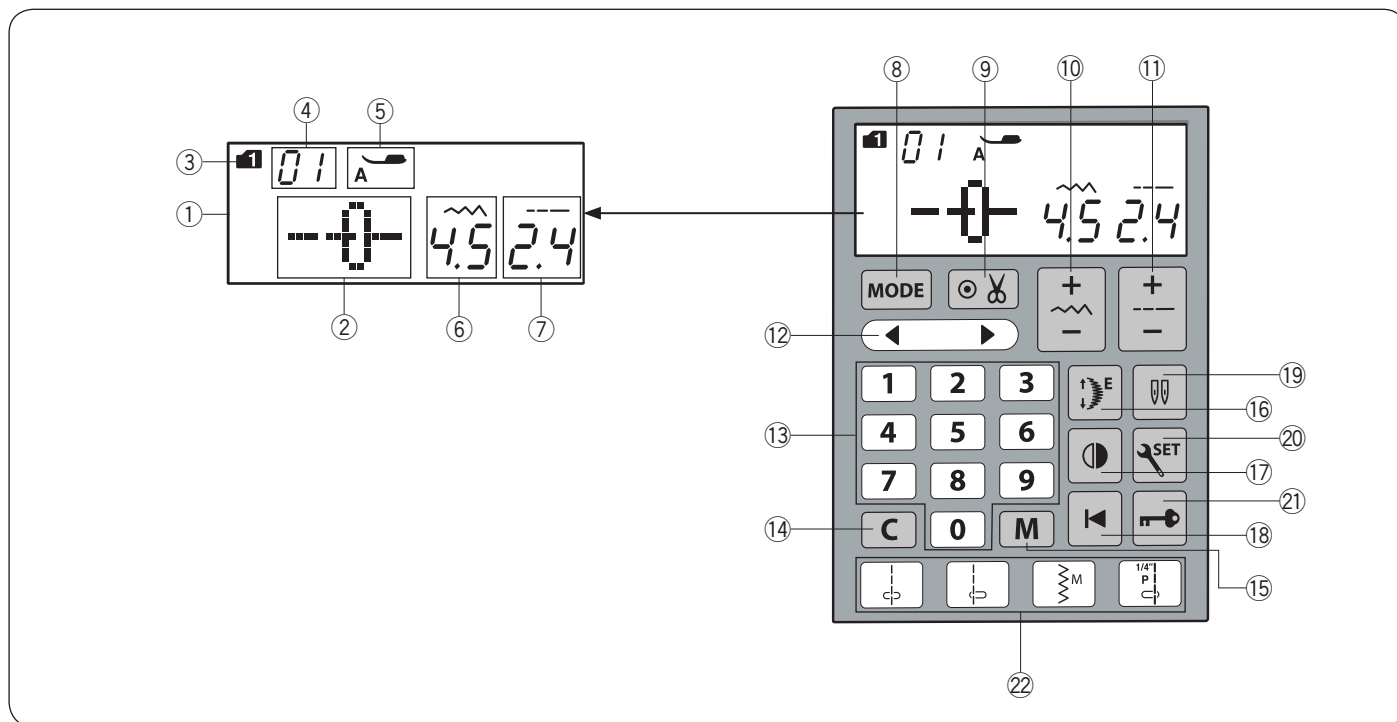 ⑧ ⑨ ⑩ ⑪
④ ⑤
③ 1 01 A
①
4.5 2.4
② ⑥ ⑦
1 01 A
4.5 2.4
MODE + +
− −
⑫
1 2 3 E ⑲
⑯
⑬ 4 5 6 SET ⑳
⑰
7 8 9
㉑
⑭ C 0 M ⑱
M 1/4" P ⑮
㉒